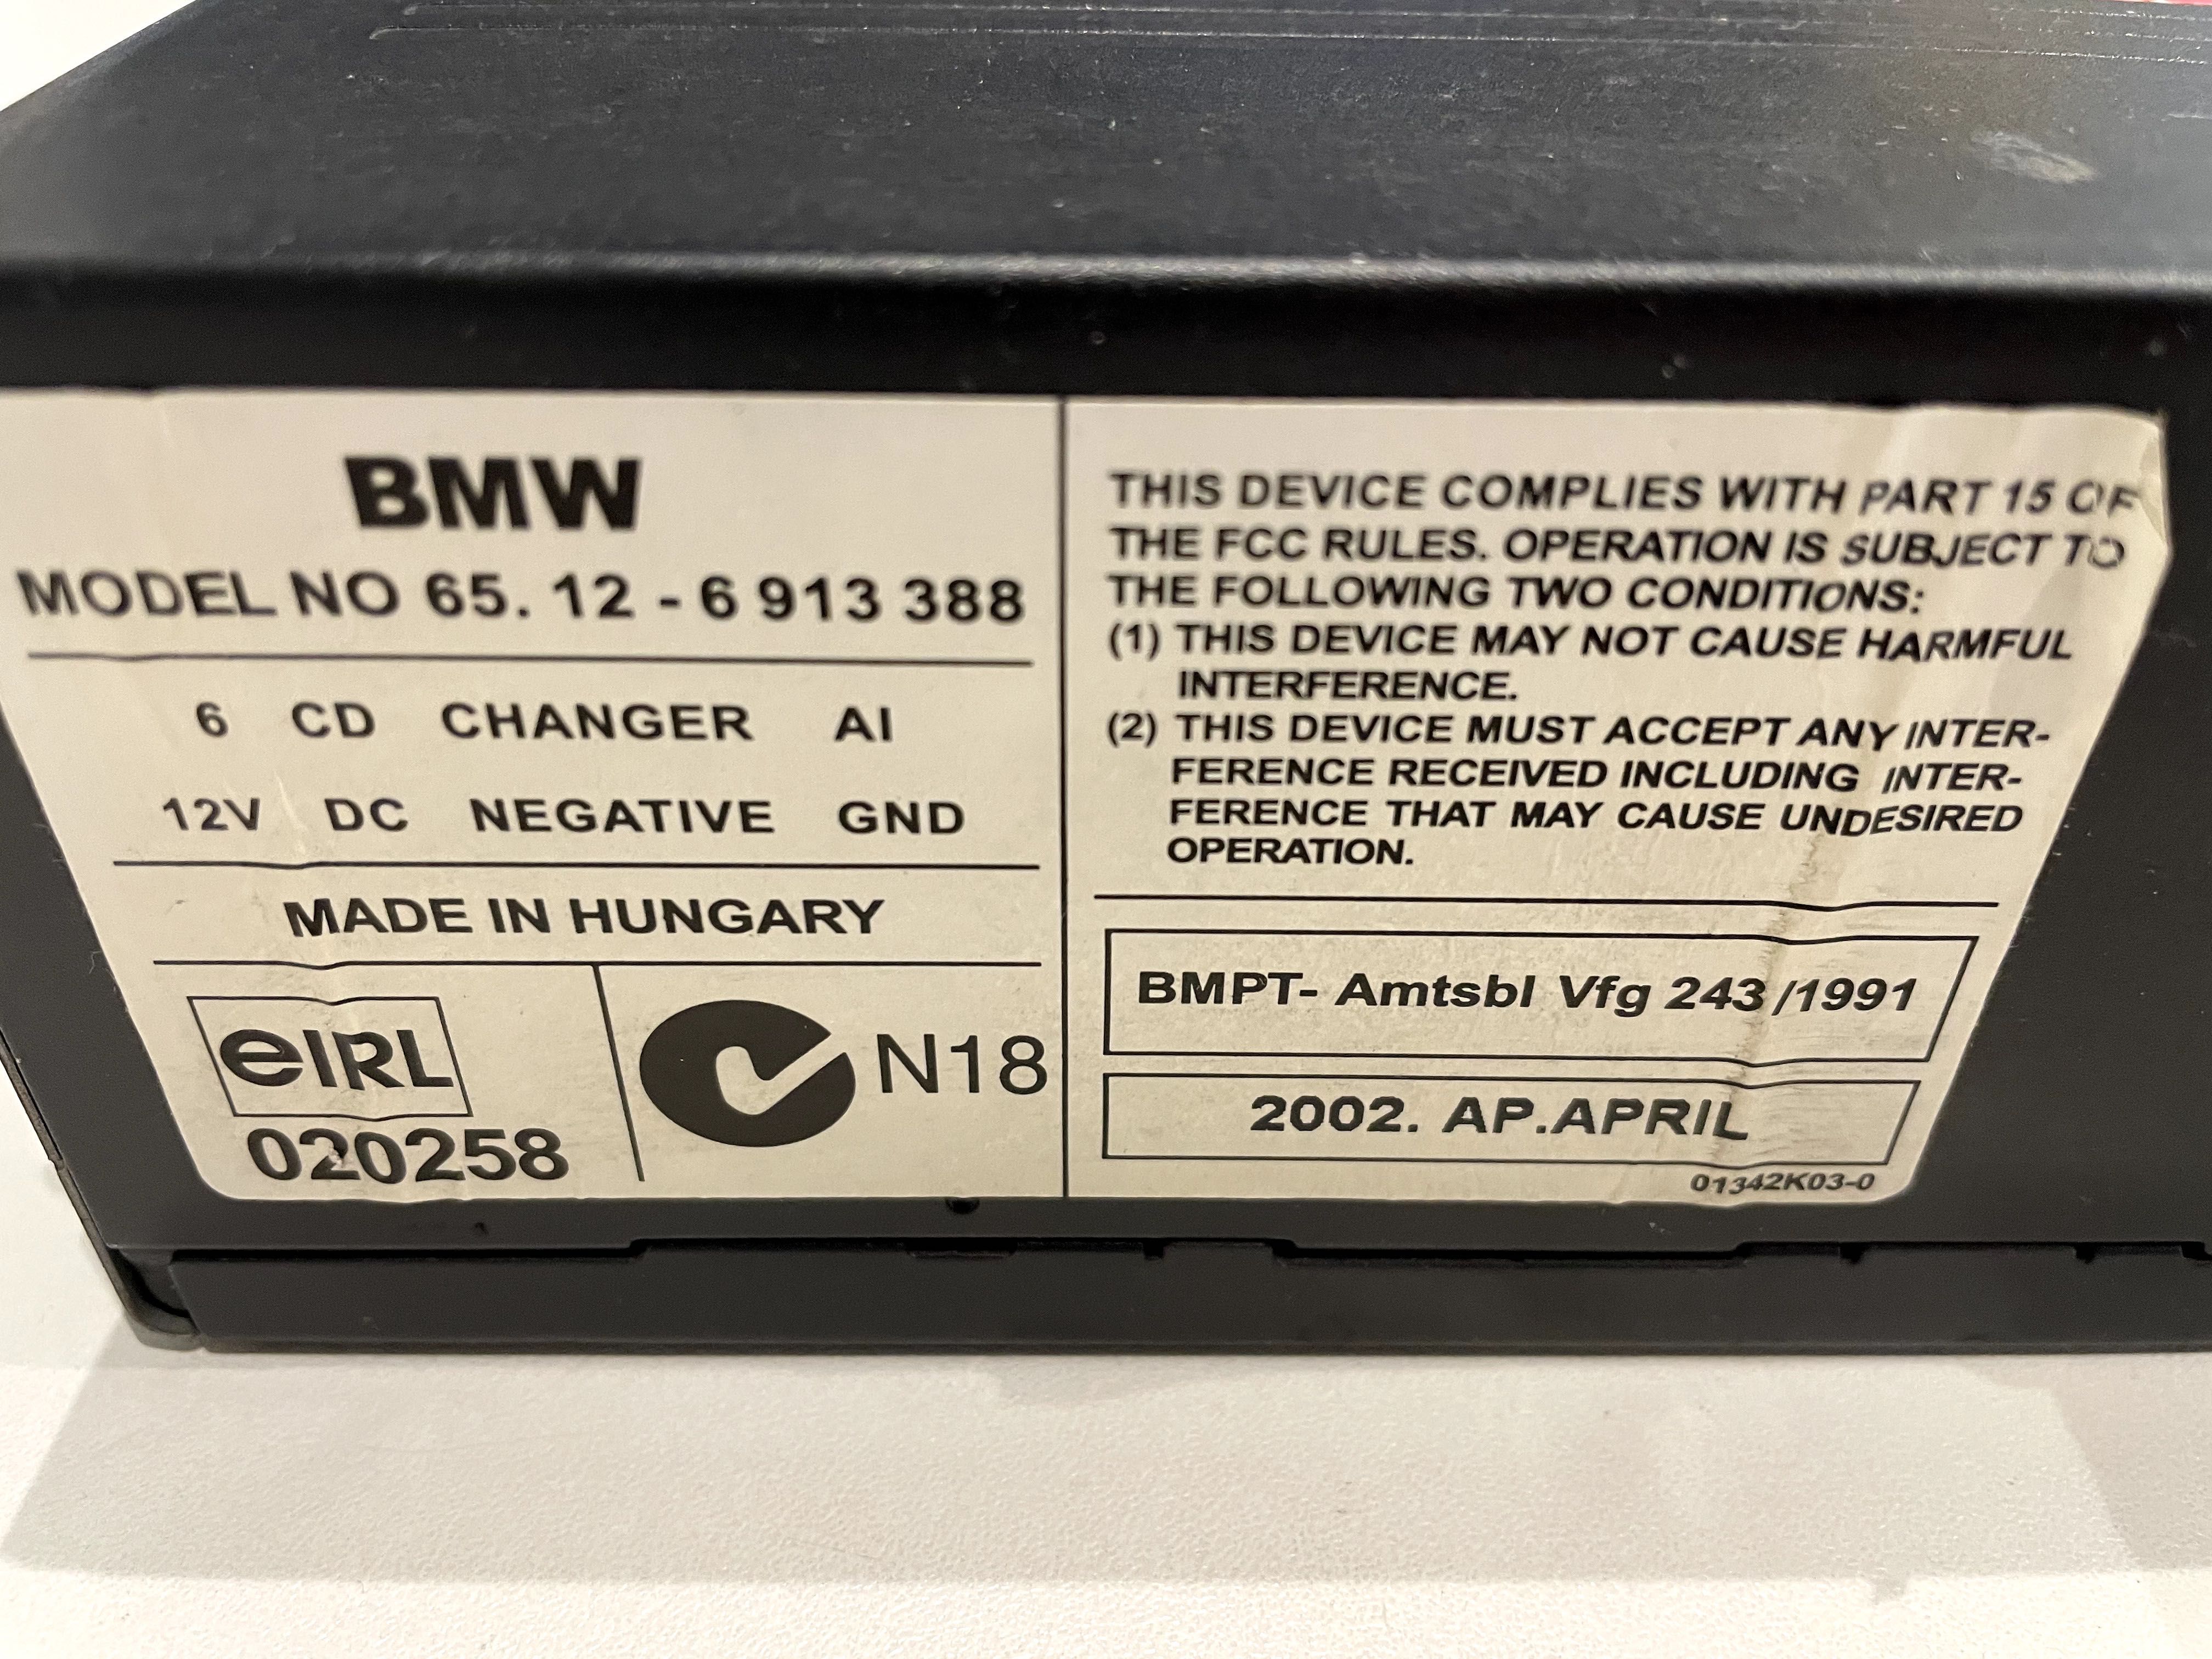 BMW
MODEL NO 65. 12 - 6 913 388
6 CD CHANGER AI
12V DC NEGATIVE GND
MADE IN HUNGARY
eIRL
020258
N18
THIS DEVICE COMPLIES WITH PART 15 OF
THE FCC RULES. OPERATION IS SUBJECT TO
THE FOLLOWING TWO CONDITIONS:
(1) THIS DEVICE MAY NOT CAUSE HARMFUL
INTERFERENCE.
(2) THIS DEVICE MUST ACCEPT ANY INTER-
FERENCE RECEIVED INCLUDING INTER-
FERENCE THAT MAY CAUSE UNDESIRED
OPERATION.
BMPT- Amtsbl Vfg 243 /1991
2002. AP.APRIL
01342K03-0